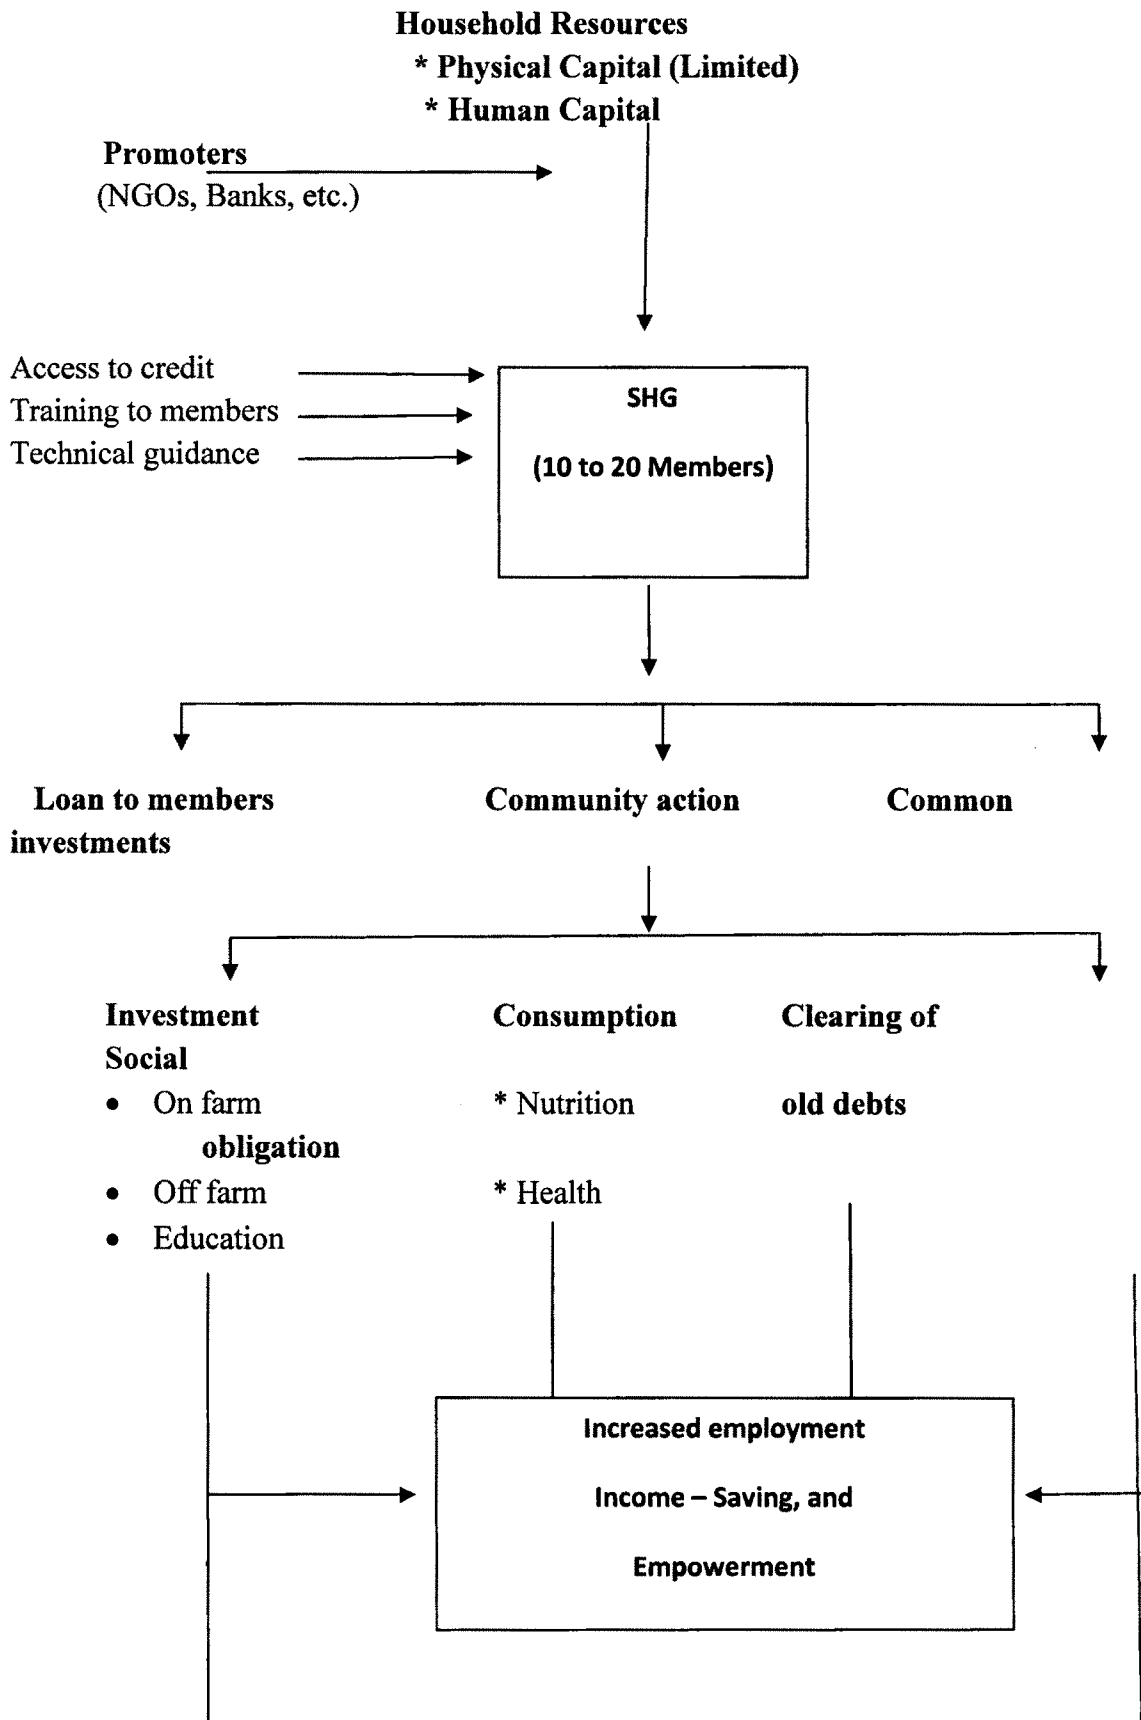 Household Resources
* Physical Capital (Limited)
* Human Capital
Promoters
(NGOs, Banks, etc.)
Access to credit
Training to members
Technical guidance
SHG
(10 to 20 Members)
Loan to members Community action Common
investments
Investment Consumption Clearing of
Social
• On farm * Nutrition old debts
obligation
• Off farm * Health
• Education
Increased employment
Income – Saving, and
Empowerment